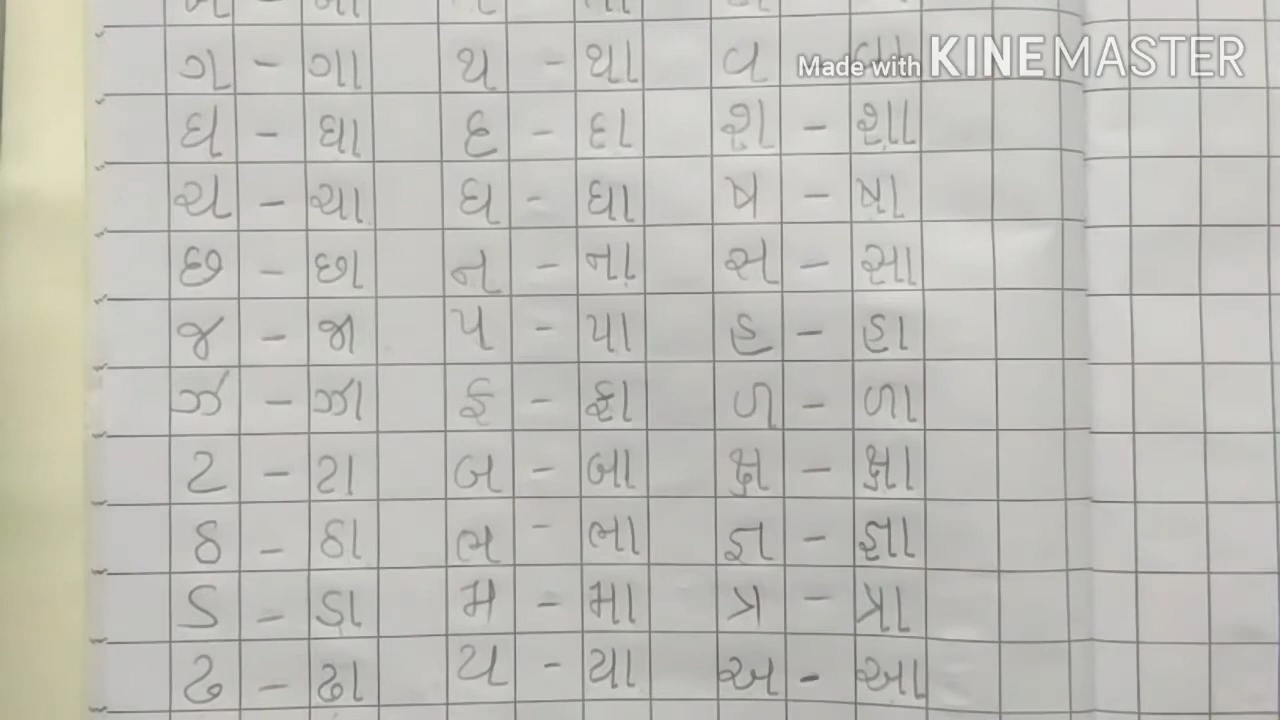 ગ - ગા થ - થા વ
Made with KINEMASTER
ઘ - ઘા દ - દા શ - શા
ચ - ચા ધ - ધા ષ - ષા
છ - છા ન - ના સ - સા
જ - જા પ - પા હ - હા
ઝ - ઝા ફ - ફા ળ - ળા
ટ - ટા બ - બા ક્ષ - ક્ષા
ઠ - ઠા ભ - ભા જ્ઞ - જ્ઞા
ડ - ડા મ - મા ત્ર - ત્રા
ઢ - ઢા ય - યા અ - આ